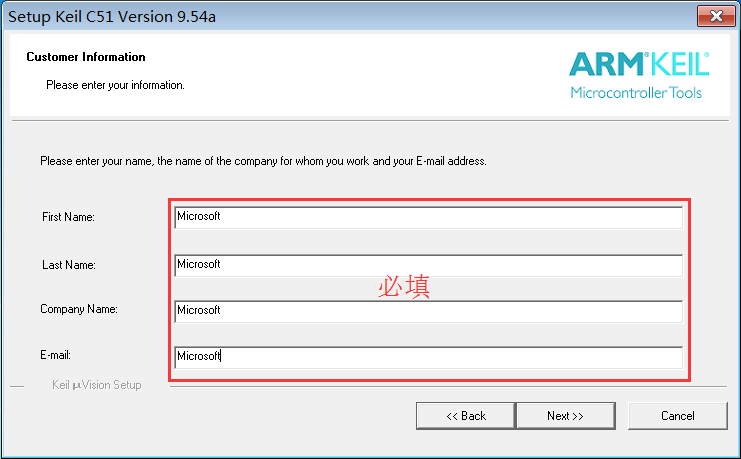 Setup Keil C51 Version 9.54a
Customer Information
Please enter your information.
ARM®KEIL®
Microcontroller Tools
Please enter your name, the name of the company for whom you work and your E-mail address.
First Name: Microsoft
Last Name: Microsoft
必填
Company Name: Microsoft
E-mail: Microsoft
Keil µVision Setup
<< Back Next >> Cancel